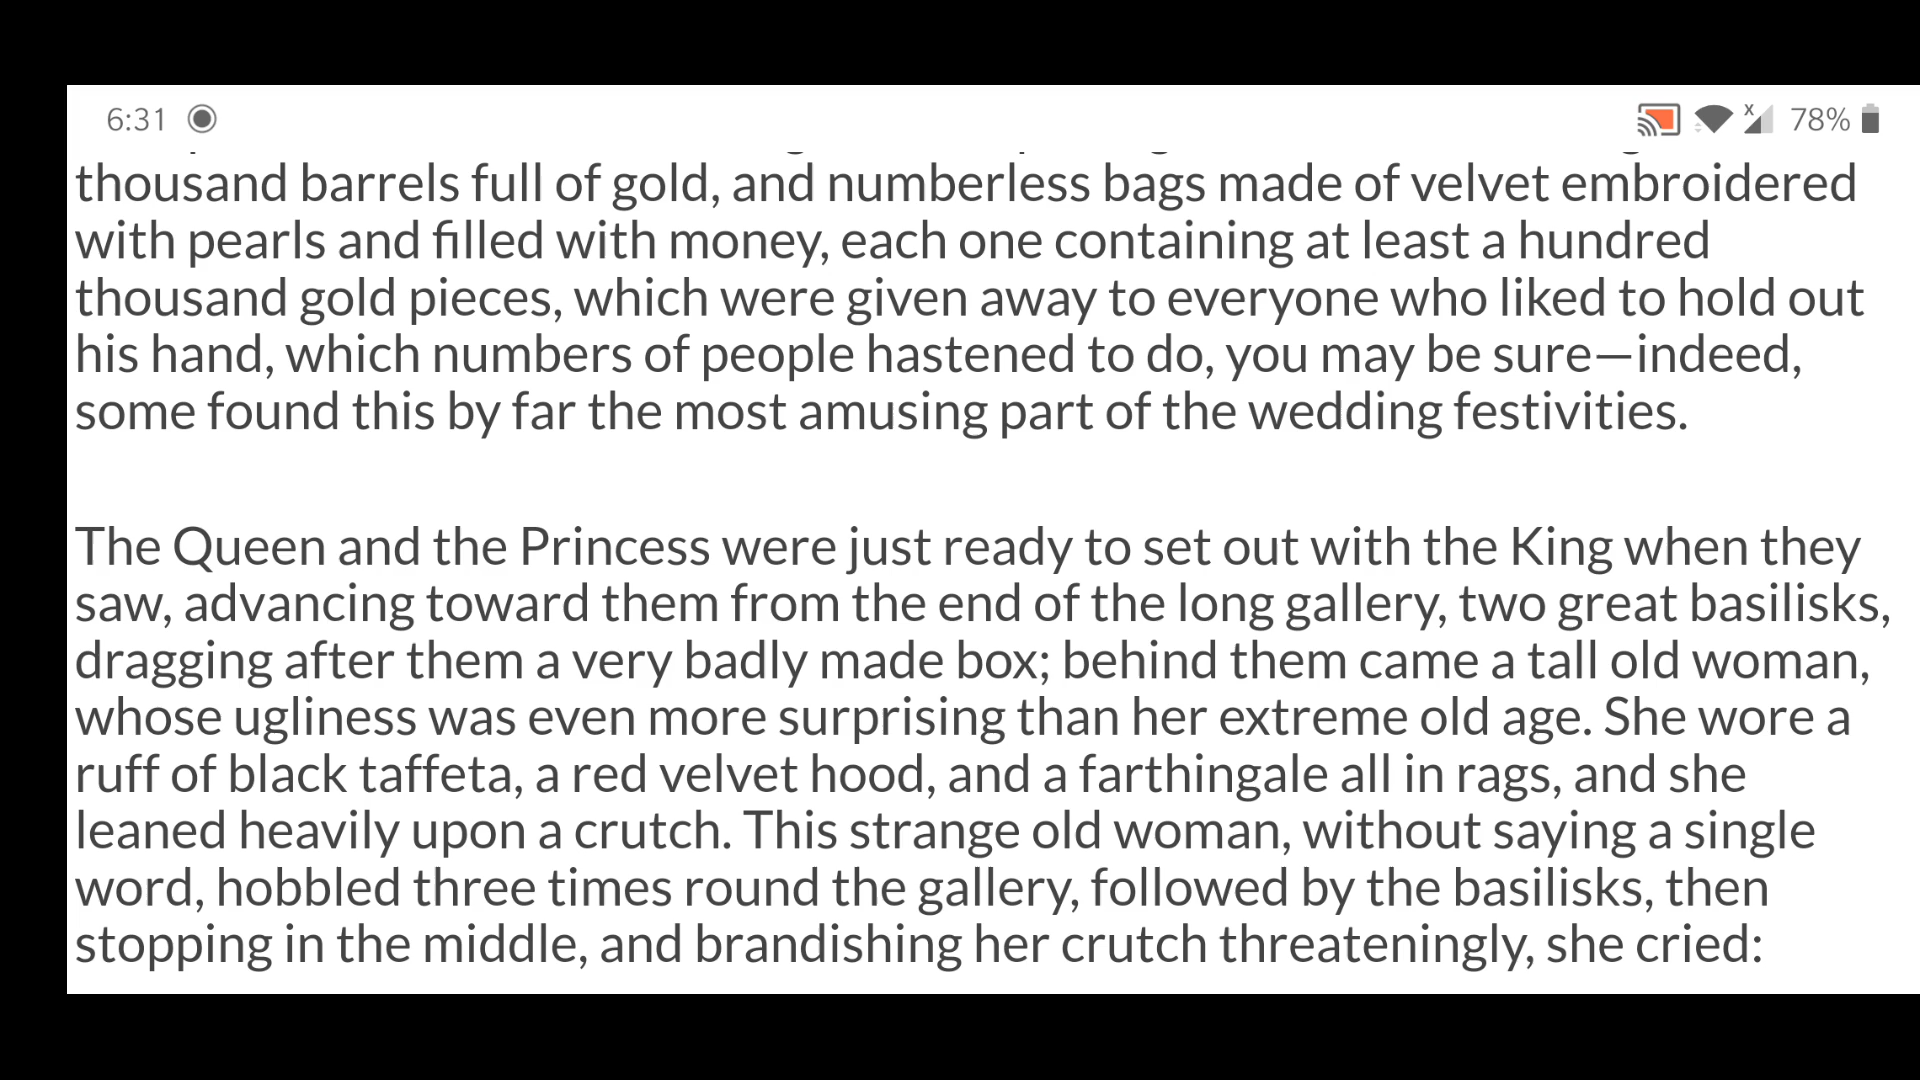 6:31
x 78%
thousand barrels full of gold, and numberless bags made of velvet embroidered
with pearls and filled with money, each one containing at least a hundred
thousand gold pieces, which were given away to everyone who liked to hold out
his hand, which numbers of people hastened to do, you may be sure—indeed,
some found this by far the most amusing part of the wedding festivities.
The Queen and the Princess were just ready to set out with the King when they
saw, advancing toward them from the end of the long gallery, two great basilisks,
dragging after them a very badly made box; behind them came a tall old woman,
whose ugliness was even more surprising than her extreme old age. She wore a
ruff of black taffeta, a red velvet hood, and a farthingale all in rags, and she
leaned heavily upon a crutch. This strange old woman, without saying a single
word, hobbled three times round the gallery, followed by the basilisks, then
stopping in the middle, and brandishing her crutch threateningly, she cried: